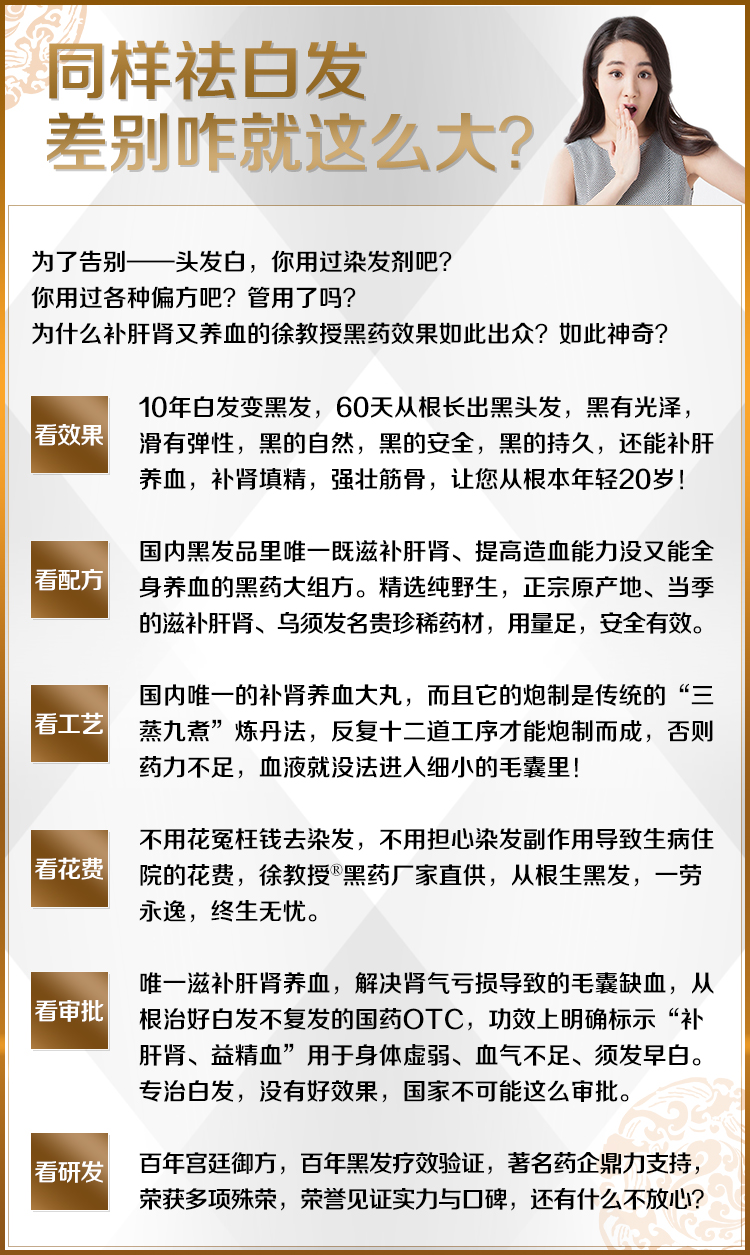 同样祛白发
差别咋就这么大?
为了告别——头发白，你用过染发剂吧?
你用过各种偏方吧? 管用了吗?
为什么补肝肾又养血的徐教授黑药效果如此出众? 如此神奇?
看效果
10年白发变黑发，60天从根长出黑头发，黑有光泽，
滑有弹性，黑的自然，黑的安全，黑的持久，还能补肝
养血，补肾填精，强壮筋骨，让您从根本年轻20岁!
看配方
国内黑发品里唯一既滋补肝肾、提高造血能力没又能全
身养血的黑药大组方。精选纯野生，正宗原产地、当季
的滋补肝肾、乌须发名贵珍稀药材，用量足，安全有效。
看工艺
国内唯一的补肾养血大丸，而且它的炮制是传统的“三
蒸九煮”炼丹法，反复十二道工序才能炮制而成，否则
药力不足，血液就没法进入细小的毛囊里!
看花费
不用花冤枉钱去染发，不用担心染发副作用导致生病住
院的花费，徐教授®黑药厂家直供，从根生黑发，一劳
永逸，终生无忧。
看审批
唯一滋补肝肾养血，解决肾气亏损导致的毛囊缺血，从
根治好白发不复发的国药OTC，功效上明确标示“补
肝肾、益精血”用于身体虚弱、血气不足、须发早白。
专治白发，没有好效果，国家不可能这么审批。
看研发
百年宫廷御方，百年黑发疗效验证，著名药企鼎力支持，
荣获多项殊荣，荣誉见证实力与口碑，还有什么不放心?